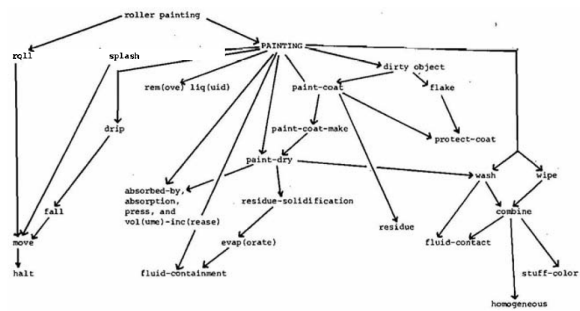 roller painting
roll
splash
PAINTING
dirty object
rem(ove) liq(uid)
paint-coat
flake
drip
paint-coat-make
protect-coat
paint-dry
wash
wipe
absorbed-by,
absorption,
press, and
vol(ume)-inc(rease)
residue-solidification
fall
combine
residue
move
evap(orate)
fluid-contact
halt
fluid-containment
stuff-color
homogeneous